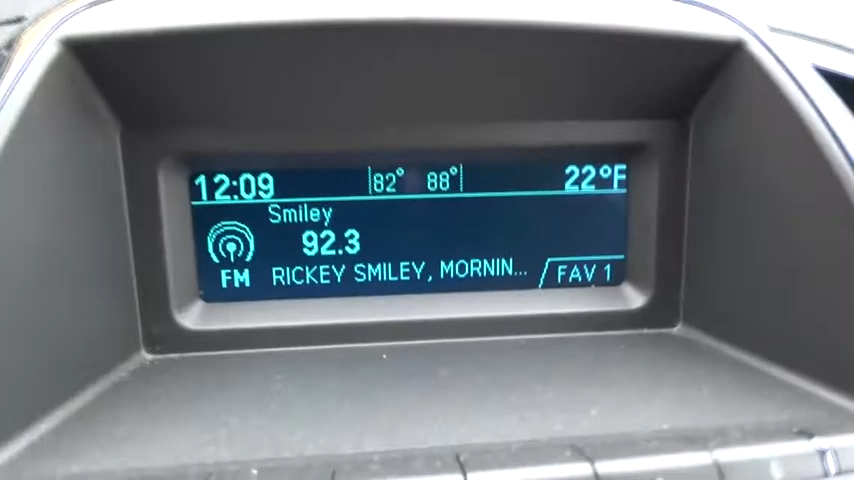 12:09 82° 88° 22°F
Smiley
92.3
FM RICKEY SMILEY, MORNIN... FAV 1